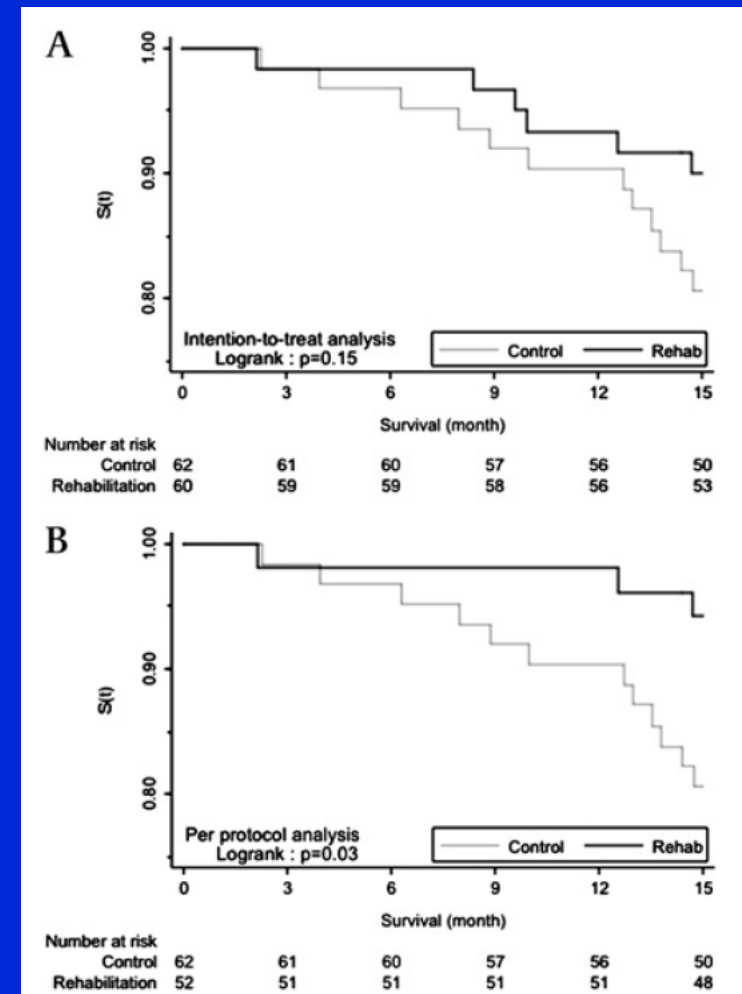 A
1.00
0.90
0.80
S(t)
Intention-to-treat analysis
Logrank : p=0.15
Control Rehab
0 3 6 9 12 15
Survival (month)
Number at risk
Control 62 61 60 57 56 50
Rehabilitation 60 59 59 58 56 53
B
1.00
0.90
0.80
S(t)
Per protocol analysis
Logrank : p=0.03
Control Rehab
0 3 6 9 12 15
Survival (month)
Number at risk
Control 62 61 60 57 56 50
Rehabilitation 52 51 51 51 51 48